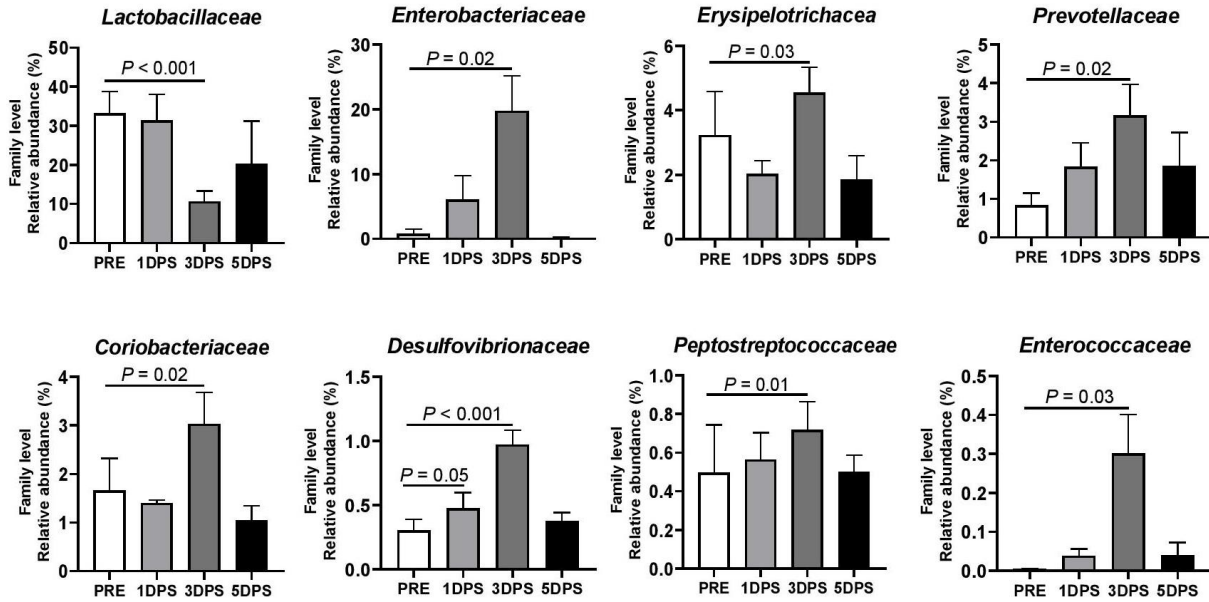 Lactobacillaceae
Family level
Relative abundance (%)
50
40
30
20
10
0
P < 0.001
PRE 1DPS 3DPS 5DPS
Enterobacteriaceae
Family level
Relative abundance (%)
30
20
10
0
P = 0.02
PRE 1DPS 3DPS 5DPS
Erysipelotrichacea
Family level
Relative abundance (%)
6
4
2
0
P = 0.03
PRE 1DPS 3DPS 5DPS
Prevotellaceae
Family level
Relative abundance (%)
5
4
3
2
1
0
P = 0.02
PRE 1DPS 3DPS 5DPS
Coriobacteriaceae
Family level
Relative abundance (%)
4
3
2
1
0
P = 0.02
PRE 1DPS 3DPS 5DPS
Desulfovibrionaceae
Family level
Relative abundance (%)
1.5
1.0
0.5
0.0
P < 0.001
P = 0.05
PRE 1DPS 3DPS 5DPS
Peptostreptococcaceae
Family level
Relative abundance (%)
1.0
0.8
0.6
0.4
0.2
0.0
P = 0.01
PRE 1DPS 3DPS 5DPS
Enterococcaceae
Family level
Relative abundance (%)
0.5
0.4
0.3
0.2
0.1
0.0
P = 0.03
PRE 1DPS 3DPS 5DPS